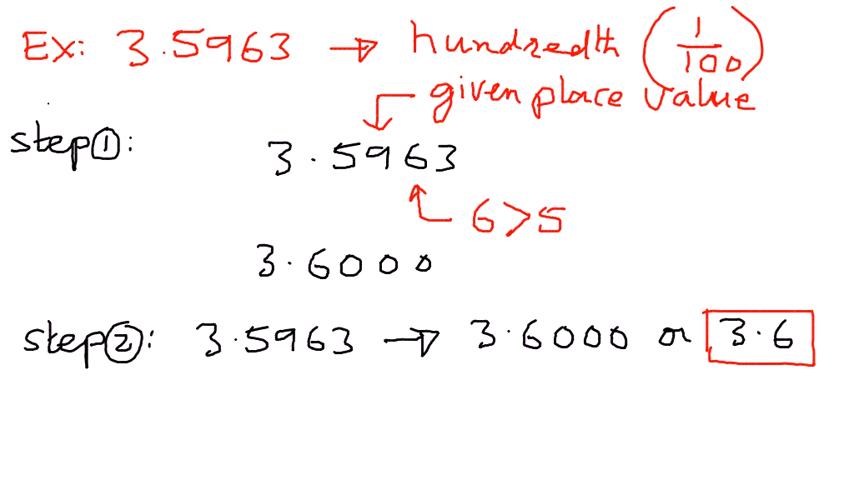 Ex: 3.5963 → hundredth (1/100)
given place value
step①: 3.5963
6>5
3.6000
step②: 3.5963 → 3.6000 or 3.6